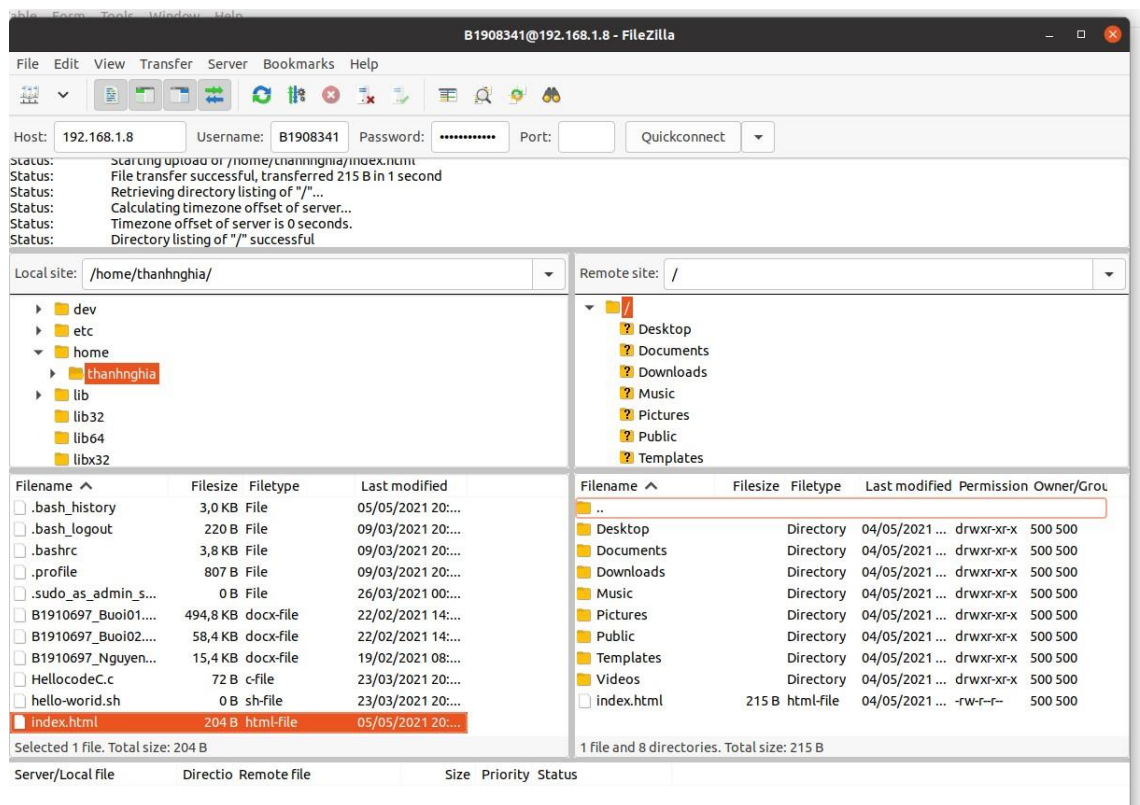 Table Form Tools Window Help
B1908341@192.168.1.8 - FileZilla
File Edit View Transfer Server Bookmarks Help
Host: 192.168.1.8 Username: B1908341 Password: •••••••••••• Port: Quickconnect
Status: Starting upload of /home/thanhnghia/index.html
Status: File transfer successful, transferred 215 B in 1 second
Status: Retrieving directory listing of "/"...
Status: Calculating timezone offset of server...
Status: Timezone offset of server is 0 seconds.
Status: Directory listing of "/" successful
Local site: /home/thanhnghia/
dev
etc
home
thanhnghia
lib
lib32
lib64
libx32
Remote site: /
/
Desktop
Documents
Downloads
Music
Pictures
Public
Templates
Filename Filesize Filetype Last modified
.bash_history 3,0 KB File 05/05/2021 20:...
.bash_logout 220 B File 09/03/2021 20:...
.bashrc 3,8 KB File 09/03/2021 20:...
.profile 807 B File 09/03/2021 20:...
.sudo_as_admin_s... 0 B File 26/03/2021 00:...
B1910697_Buoi01.... 494,8 KB docx-file 22/02/2021 14:...
B1910697_Buoi02.... 58,4 KB docx-file 22/02/2021 14:...
B1910697_Nguyen... 15,4 KB docx-file 19/02/2021 08:...
HellocodeC.c 72 B c-file 23/03/2021 20:...
hello-worid.sh 0 B sh-file 23/03/2021 20:...
index.html 204 B html-file 05/05/2021 20:...
Selected 1 file. Total size: 204 B
Filename Filesize Filetype Last modified Permission Owner/Grou
..
Desktop Directory 04/05/2021 ... drwxr-xr-x 500 500
Documents Directory 04/05/2021 ... drwxr-xr-x 500 500
Downloads Directory 04/05/2021 ... drwxr-xr-x 500 500
Music Directory 04/05/2021 ... drwxr-xr-x 500 500
Pictures Directory 04/05/2021 ... drwxr-xr-x 500 500
Public Directory 04/05/2021 ... drwxr-xr-x 500 500
Templates Directory 04/05/2021 ... drwxr-xr-x 500 500
Videos Directory 04/05/2021 ... drwxr-xr-x 500 500
index.html 215 B html-file 04/05/2021 ... -rw-r--r-- 500 500
1 file and 8 directories. Total size: 215 B
Server/Local file Directio Remote file Size Priority Status